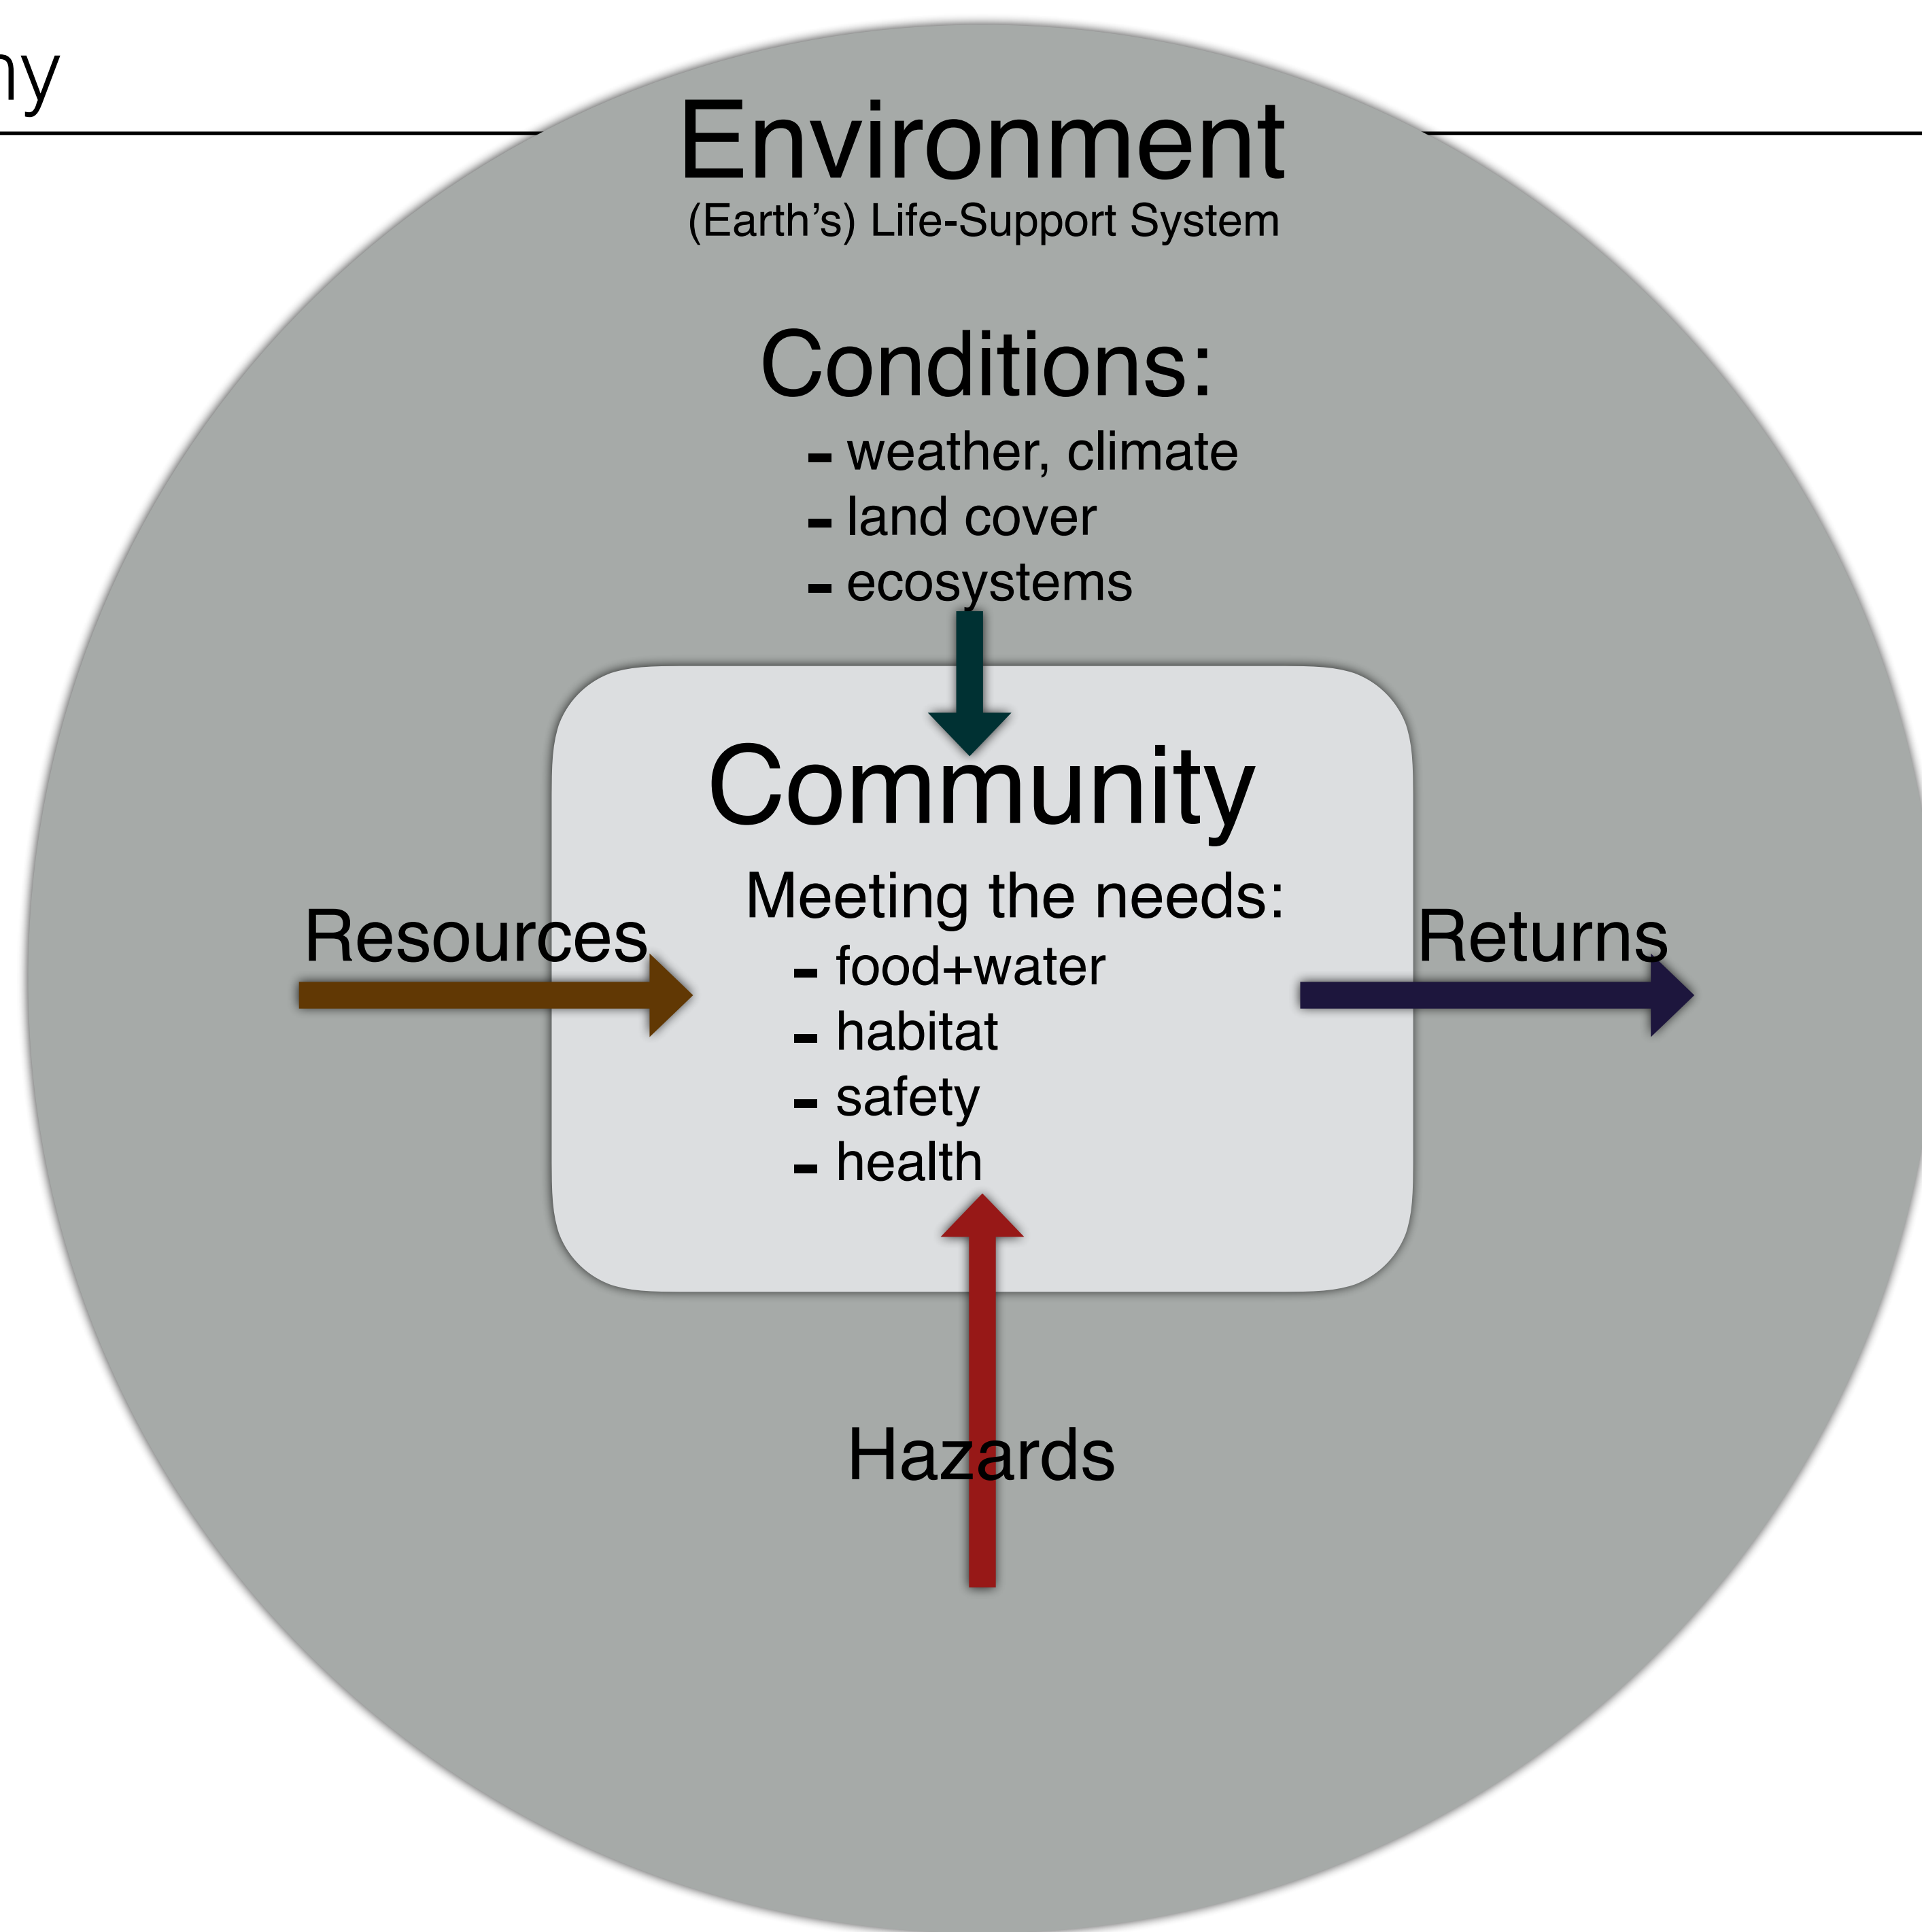 Environment
(Earth's) Life-Support System
Conditions:
- weather, climate
- land cover
- ecosystems
Community
Meeting the needs:
Resources
Returns
- food+water
- habitat
- safety
- health
Hazards